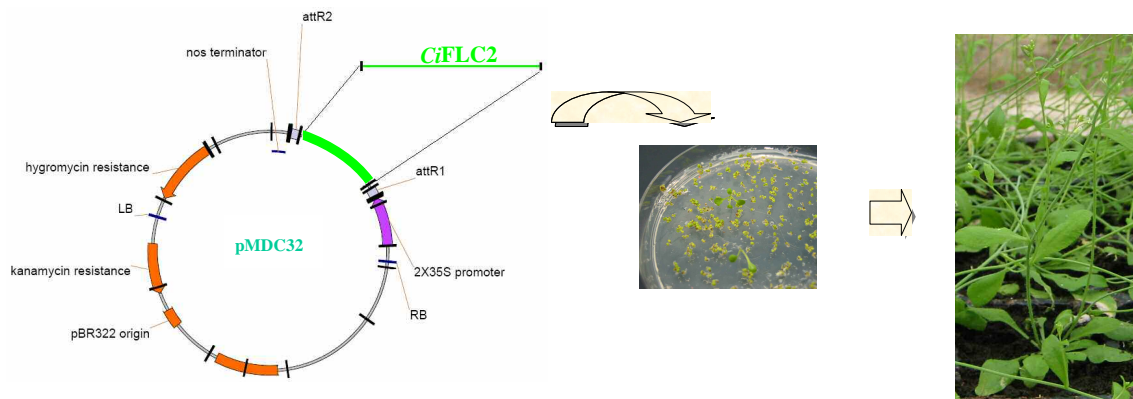 attR2
nos terminator
CiFLC2
hygromycin resistance
attR1
LB
pMDC32
kanamycin resistance
2X35S promoter
RB
pBR322 origin